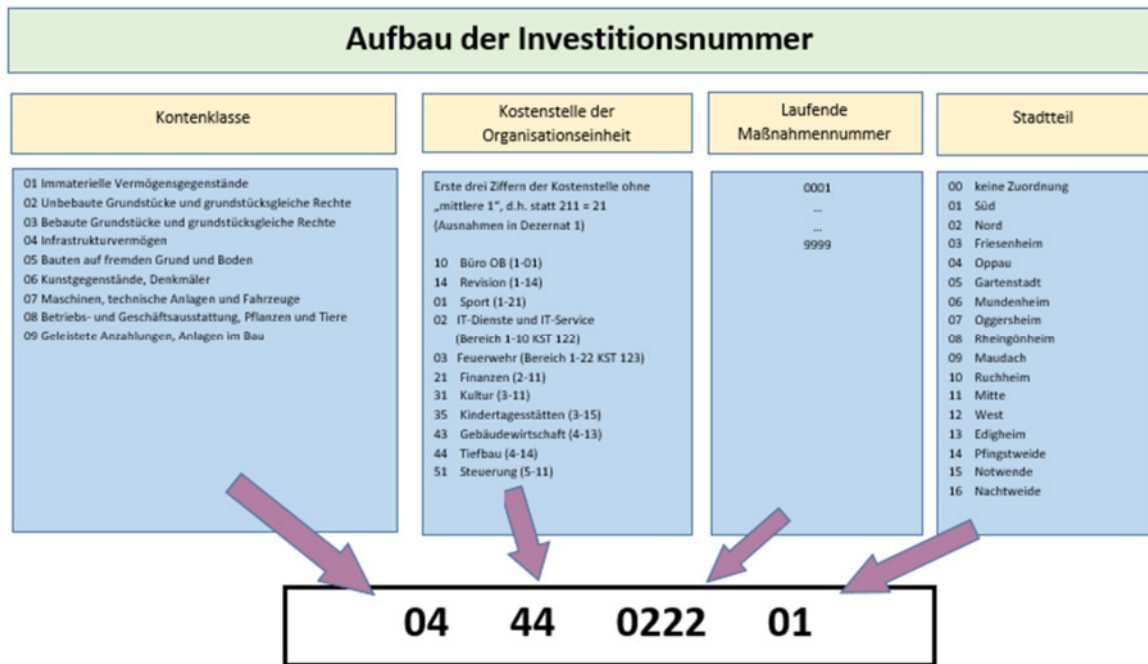 Aufbau der Investitionsnummer
Kontenklasse
01 Immaterielle Vermögensgegenstände
02 Unbebaute Grundstücke und grundstücksgleiche Rechte
03 Bebaute Grundstücke und grundstücksgleiche Rechte
04 Infrastrukturvermögen
05 Bauten auf fremden Grund und Boden
06 Kunstgegenstände, Denkmäler
07 Maschinen, technische Anlagen und Fahrzeuge
08 Betriebs- und Geschäftsausstattung, Pflanzen und Tiere
09 Geleistete Anzahlungen, Anlagen im Bau
Kostenstelle der
Organisationseinheit
Erste drei Ziffern der Kostenstelle ohne
„mittlere 1“, d.h. statt 211 = 21
(Ausnahmen in Dezernat 1)
10 Büro OB (1-01)
14 Revision (1-14)
01 Sport (1-21)
02 IT-Dienste und IT-Service
(Bereich 1-10 KST 122)
03 Feuerwehr (Bereich 1-22 KST 123)
21 Finanzen (2-11)
31 Kultur (3-11)
35 Kindertagesstätten (3-15)
43 Gebäudewirtschaft (4-13)
44 Tiefbau (4-14)
51 Steuerung (5-11)
Laufende
Maßnahmennummer
0001
...
...
9999
Stadtteil
00 keine Zuordnung
01 Süd
02 Nord
03 Friesenheim
04 Oppau
05 Gartenstadt
06 Mundenheim
07 Oggersheim
08 Rheingönheim
09 Maudach
10 Ruchheim
11 Mitte
12 West
13 Edigheim
14 Pfingstweide
15 Notwende
16 Nachtweide
04 44 0222 01